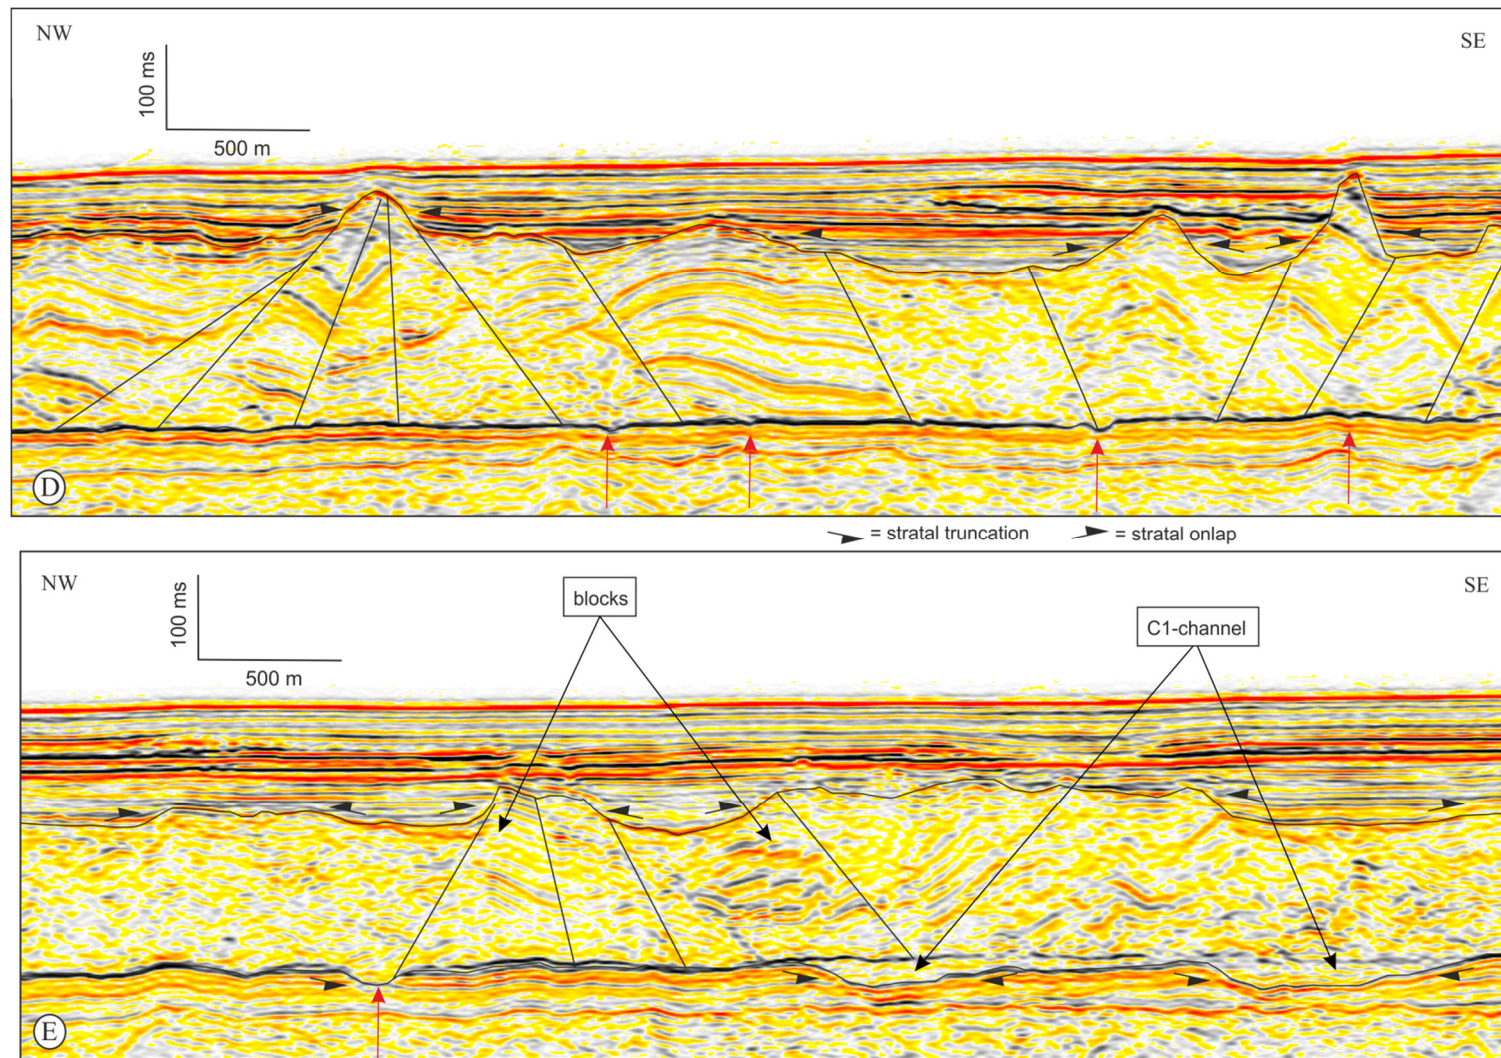 NW
SE
100 ms
500 m
D
= stratal truncation
= stratal onlap
NW
SE
100 ms
500 m
blocks
C1-channel
E